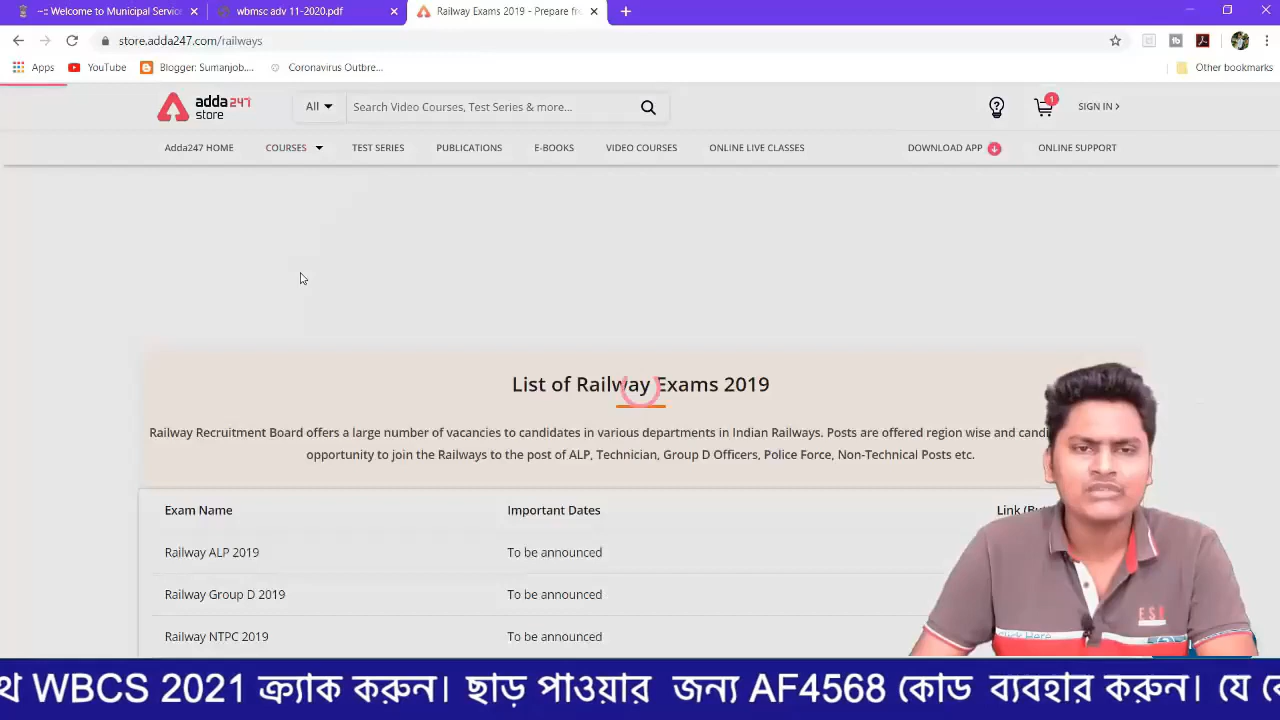 -:: Welcome to Municipal Service
wbmsc adv 11-2020.pdf
Railway Exams 2019 - Prepare fr
store.adda247.com/railways
Apps
YouTube
Blogger: Sumanjob....
Coronavirus Outbre...
Other bookmarks
adda247
store
All
Search Video Courses, Test Series & more...
1
SIGN IN
Adda247 HOME
COURSES
TEST SERIES
PUBLICATIONS
E-BOOKS
VIDEO COURSES
ONLINE LIVE CLASSES
DOWNLOAD APP
ONLINE SUPPORT
List of Railway Exams 2019
Railway Recruitment Board offers a large number of vacancies to candidates in various departments in Indian Railways. Posts are offered region wise and candi
opportunity to join the Railways to the post of ALP, Technician, Group D Officers, Police Force, Non-Technical Posts etc.
Exam Name Important Dates Link (Bu
Railway ALP 2019 To be announced
Railway Group D 2019 To be announced
Railway NTPC 2019 To be announced
Click Here
থ WBCS 2021 ক্র্যাক করুন। ছাড় পাওয়ার জন্য AF4568 কোড ব্যবহার করুন। যে কে